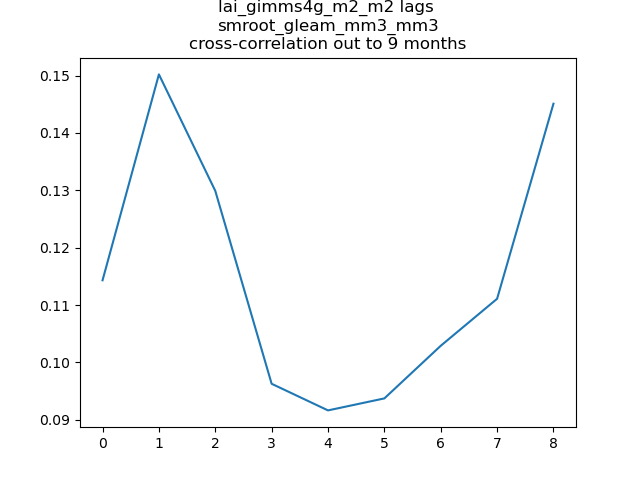 lai_gimms4g_m2_m2 lags
smroot_gleam_mm3_mm3
cross-correlation out to 9 months
0.15
0.14
0.13
0.12
0.11
0.10
0.09
0 1 2 3 4 5 6 7 8